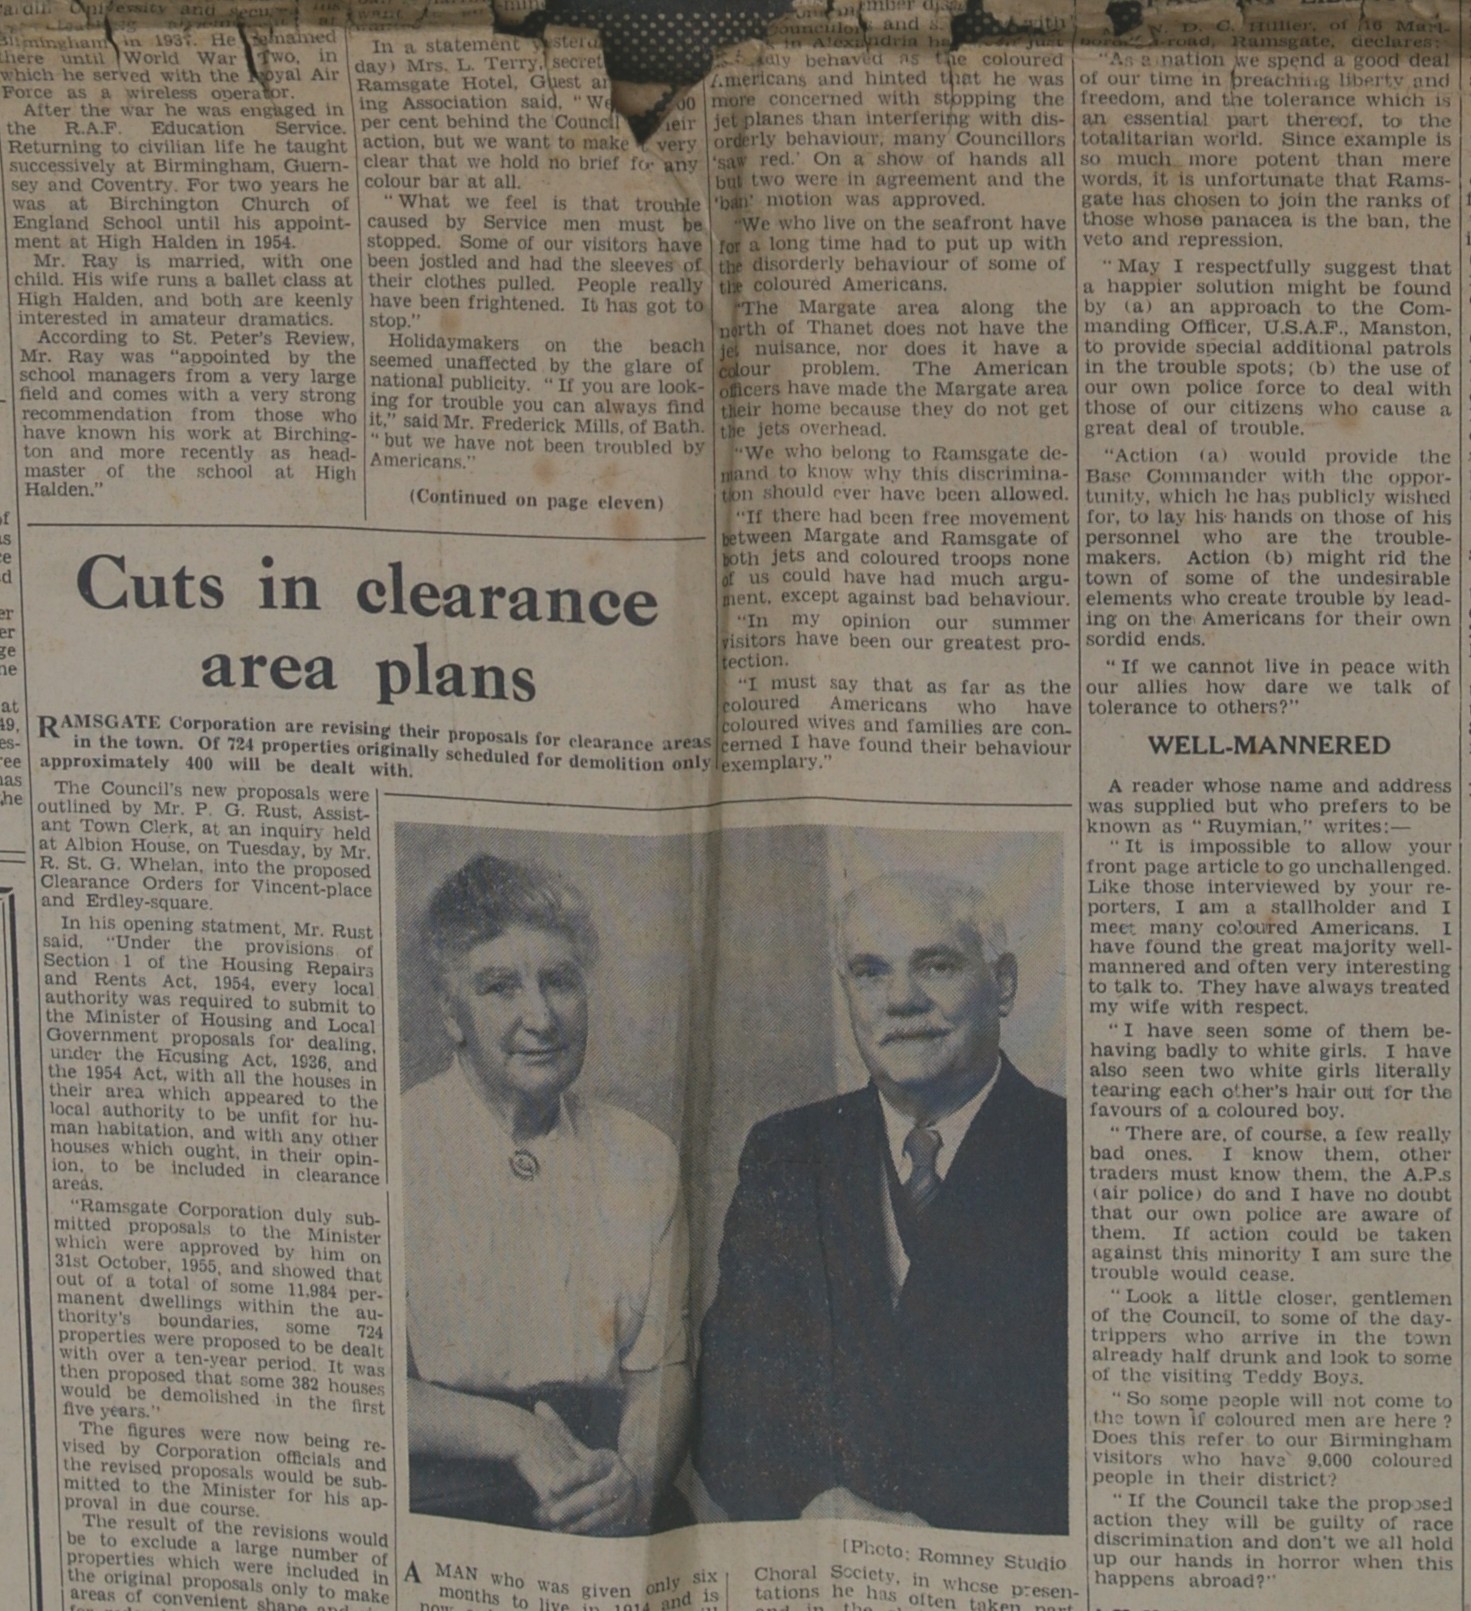 Birmingham in 1937. He remained
there until World War Two, in
which he served with the Royal Air
Force as a wireless operator.
After the war he was engaged in
the R.A.F. Education Service.
Returning to civilian life he taught
successively at Birmingham, Guern-
sey and Coventry. For two years he
was at Birchington Church of
England School until his appoint-
ment at High Halden in 1954.
Mr. Ray is married, with one
child. His wife runs a ballet class at
High Halden, and both are keenly
interested in amateur dramatics.
According to St. Peter's Review,
Mr. Ray was "appointed by the
school managers from a very large
field and comes with a very strong
recommendation from those who
have known his work at Birching-
ton and more recently as head-
master of the school at High
Halden."
In a statement
day) Mrs. L. Terry,
Ramsgate Hotel, Guest
ing Association said, "We
per cent behind the Council
action, but we want to make very
clear that we hold no brief for any
colour bar at all.
"What we feel is that trouble
caused by Service men must be
stopped. Some of our visitors have
been jostled and had the sleeves of
their clothes pulled. People really
have been frightened. It has got to
stop."
Holidaymakers on the beach
seemed unaffected by the glare of
national publicity. "If you are look-
ing for trouble you can always find
it," said Mr. Frederick Mills, of Bath.
"but we have not been troubled by
Americans."
(Continued on page eleven)
behaved as the coloured
Americans and hinted that he was
more concerned with stopping the
jet planes than interfering with dis-
orderly behaviour, many Councillors
'saw red.' On a show of hands all
but two were in agreement and the
'ban' motion was approved.
"We who live on the seafront have
for a long time had to put up with
the disorderly behaviour of some of
the coloured Americans.
"The Margate area along the
north of Thanet does not have the
jet nuisance, nor does it have a
colour problem. The American
officers have made the Margate area
their home because they do not get
the jets overhead.
"We who belong to Ramsgate de-
mand to know why this discrimina-
tion should ever have been allowed.
"If there had been free movement
between Margate and Ramsgate of
both jets and coloured troops none
of us could have had much argu-
ment, except against bad behaviour.
"In my opinion our summer
visitors have been our greatest pro-
tection.
"I must say that as far as the
coloured Americans who have
coloured wives and families are con-
cerned I have found their behaviour
exemplary."
D. C. Hillier, of 16
road, Ramsgate, declares:
"As a nation we spend a good deal
of our time in preaching liberty and
freedom, and the tolerance which is
an essential part thereof, to the
totalitarian world. Since example is
so much more potent than mere
words, it is unfortunate that Rams-
gate has chosen to join the ranks of
those whose panacea is the ban, the
veto and repression.
"May I respectfully suggest that
a happier solution might be found
by (a) an approach to the Com-
manding Officer, U.S.A.F., Manston,
to provide special additional patrols
in the trouble spots; (b) the use of
our own police force to deal with
those of our citizens who cause a
great deal of trouble.
"Action (a) would provide the
Base Commander with the oppor-
tunity, which he has publicly wished
for, to lay his hands on those of his
personnel who are the trouble-
makers. Action (b) might rid the
town of some of the undesirable
elements who create trouble by lead-
ing on the Americans for their own
sordid ends.
"If we cannot live in peace with
our allies how dare we talk of
tolerance to others?"
WELL-MANNERED
A reader whose name and address
was supplied but who prefers to be
known as "Ruymian," writes:—
"It is impossible to allow your
front page article to go unchallenged.
Like those interviewed by your re-
porters, I am a stallholder and I
meet many coloured Americans. I
have found the great majority well-
mannered and often very interesting
to talk to. They have always treated
my wife with respect.
"I have seen some of them be-
having badly to white girls. I have
also seen two white girls literally
tearing each other's hair out for the
favours of a coloured boy.
"There are, of course, a few really
bad ones. I know them, other
traders must know them, the A.P.s
(air police) do and I have no doubt
that our own police are aware of
them. If action could be taken
against this minority I am sure the
trouble would cease.
"Look a little closer, gentlemen
of the Council, to some of the day-
trippers who arrive in the town
already half drunk and look to some
of the visiting Teddy Boys.
"So some people will not come to
the town if coloured men are here?
Does this refer to our Birmingham
visitors who have 9,000 coloured
people in their district?
"If the Council take the proposed
action they will be guilty of race
discrimination and don't we all hold
up our hands in horror when this
happens abroad?"
Cuts in clearance
area plans
RAMSGATE Corporation are revising their proposals for clearance areas
in the town. Of 724 properties originally scheduled for demolition only
approximately 400 will be dealt with.
The Council's new proposals were
outlined by Mr. P. G. Rust, Assist-
ant Town Clerk, at an inquiry held
at Albion House, on Tuesday, by Mr.
R. St. G. Whelan, into the proposed
Clearance Orders for Vincent-place
and Erdley-square.
In his opening statment, Mr. Rust
said, "Under the provisions of
Section 1 of the Housing Repairs
and Rents Act, 1954, every local
authority was required to submit to
the Minister of Housing and Local
Government proposals for dealing,
under the Housing Act, 1936, and
the 1954 Act, with all the houses in
their area which appeared to the
local authority to be unfit for hu-
man habitation, and with any other
houses which ought, in their opin-
ion, to be included in clearance
areas.
"Ramsgate Corporation duly sub-
mitted proposals to the Minister
which were approved by him on
31st October, 1955, and showed that
out of a total of some 11,984 per-
manent dwellings within the au-
thority's boundaries, some 724
properties were proposed to be dealt
with over a ten-year period. It was
then proposed that some 382 houses
would be demolished in the first
five years."
The figures were now being re-
vised by Corporation officials and
the revised proposals would be sub-
mitted to the Minister for his ap-
proval in due course.
The result of the revisions would
be to exclude a large number of
properties which were included in
the original proposals only to make
areas of convenient shape and
[Photo: Romney Studio
A MAN who was given only six
months to live in 1914 and is
Choral Society, in whose presen-
tations he has often taken part